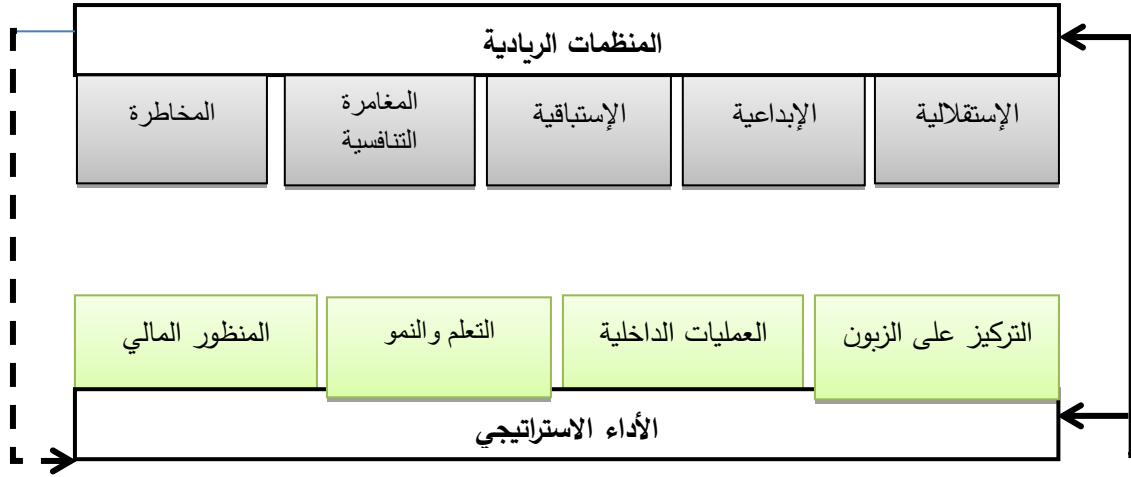 المنظمات الريادية
الإستقلالية
الإبداعية
الإستباقية
المغامرة
التنافسية
المخاطرة
التركيز على الزبون
العمليات الداخلية
التعلم والنمو
المنظور المالي
الأداء الاستراتيجي